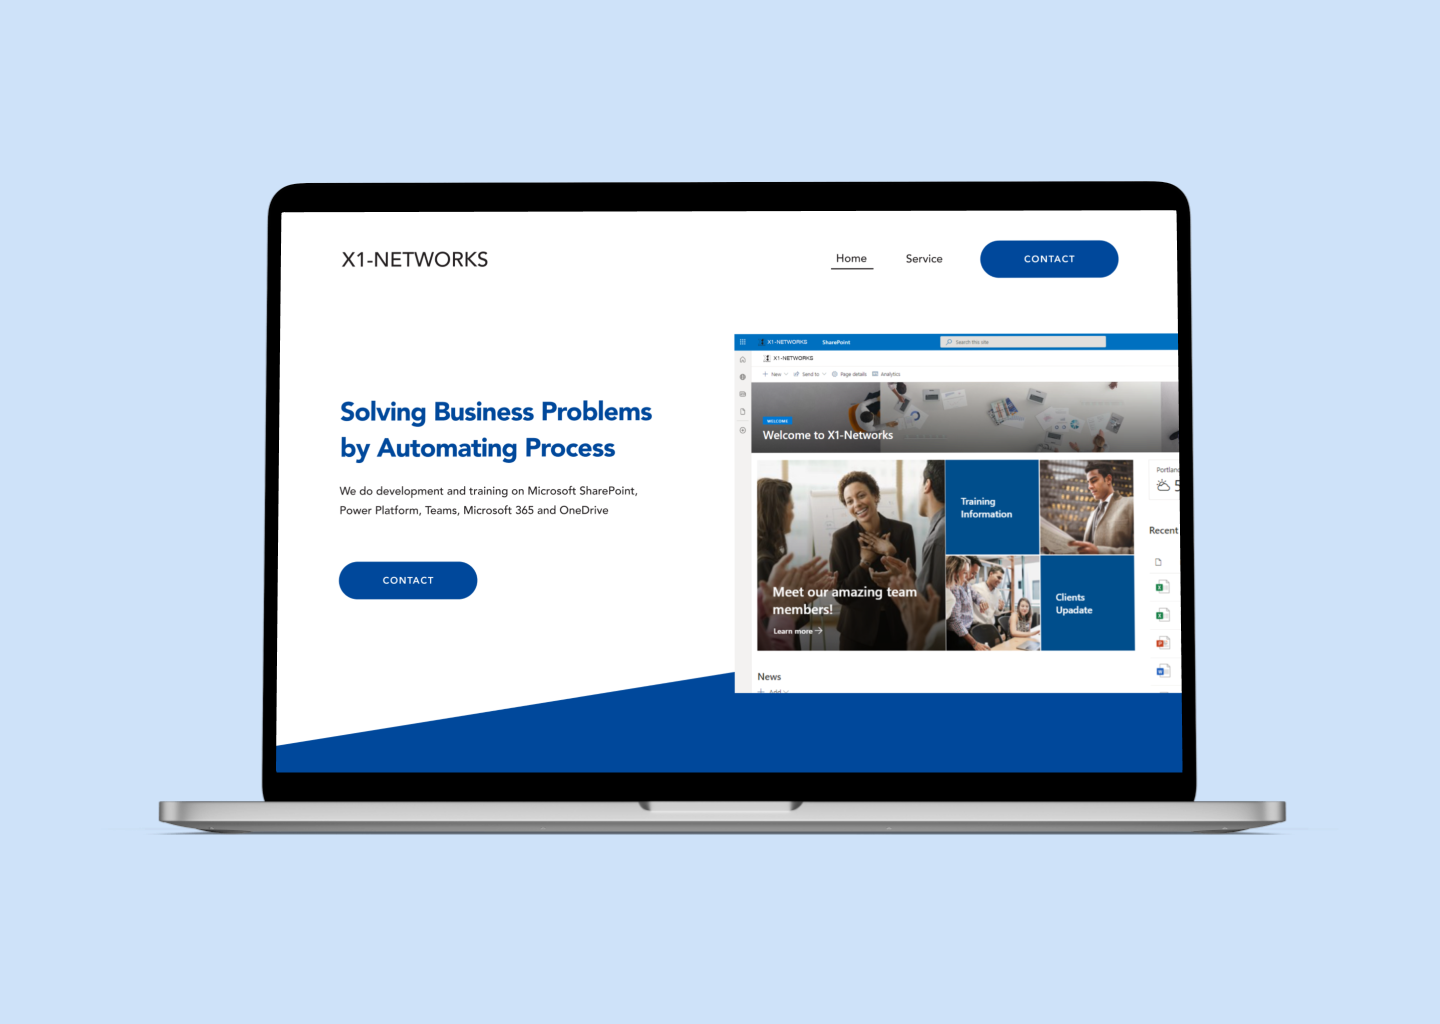 X1-NETWORKS
Home
Service
CONTACT
Solving Business Problems
by Automating Process
We do development and training on Microsoft SharePoint,
Power Platform, Teams, Microsoft 365 and OneDrive
CONTACT
X1-NETWORKS
SharePoint
Search this site
X1-NETWORKS
New
Send to
Page details
Analytics
WELCOME
Welcome to X1-Networks
Meet our amazing team
members!
Learn more
Training
Information
Clients
Upadate
Portlan
5
Recent
News
Add